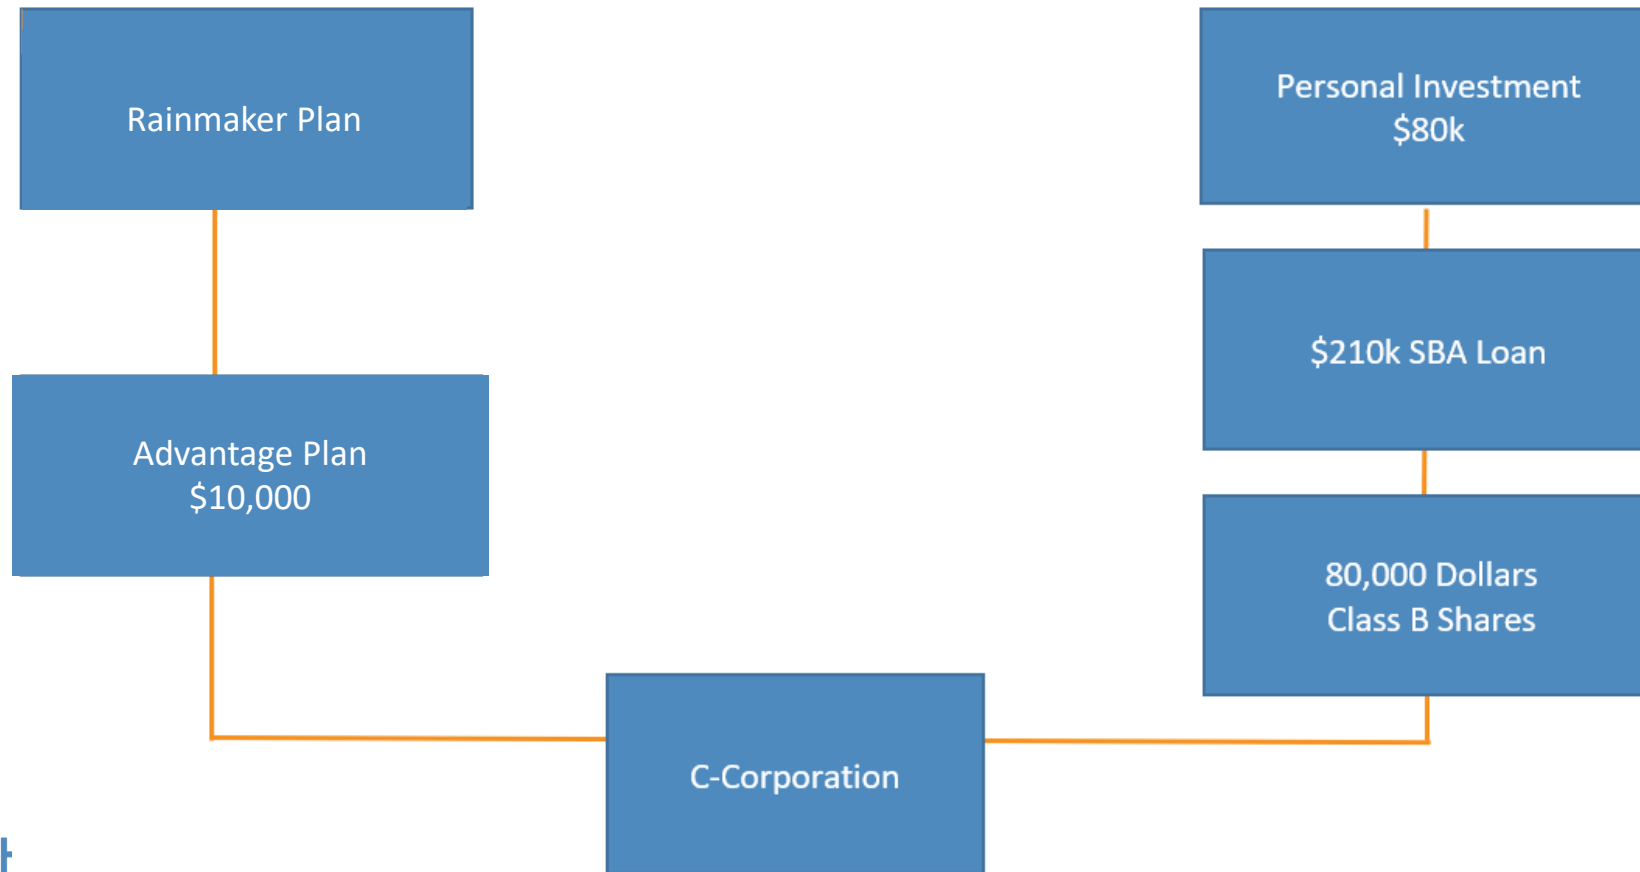 Rainmaker Plan
Advantage Plan
$10,000
Personal Investment
$80k
$210k SBA Loan
80,000 Dollars
Class B Shares
C-Corporation